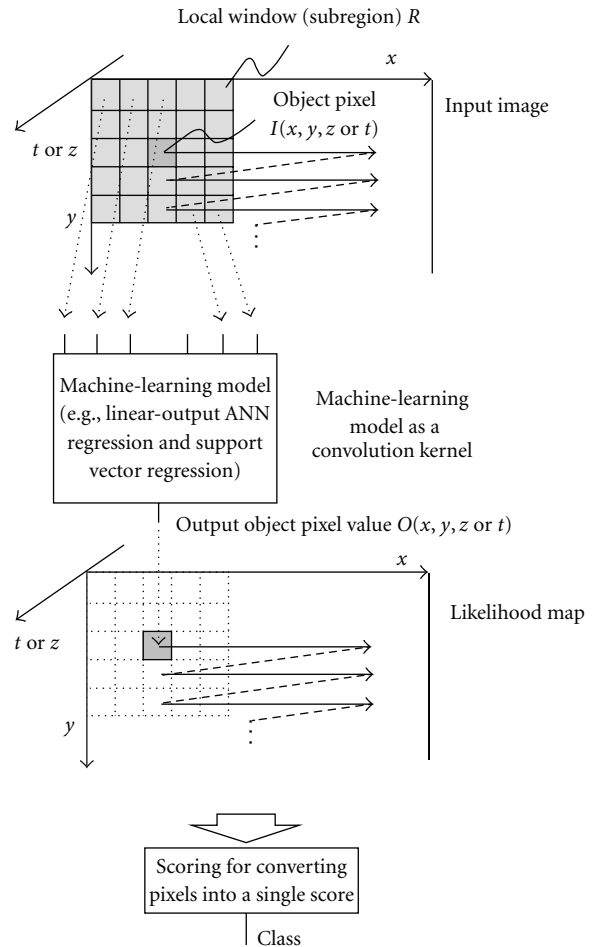 Local window (subregion) R
x
Object pixel
I(x, y, z or t)
Input image
t or z
y
Machine-learning model
(e.g., linear-output ANN
regression and support
vector regression)
Machine-learning
model as a
convolution kernel
Output object pixel value O(x, y, z or t)
x
Likelihood map
t or z
y
Scoring for converting
pixels into a single score
Class